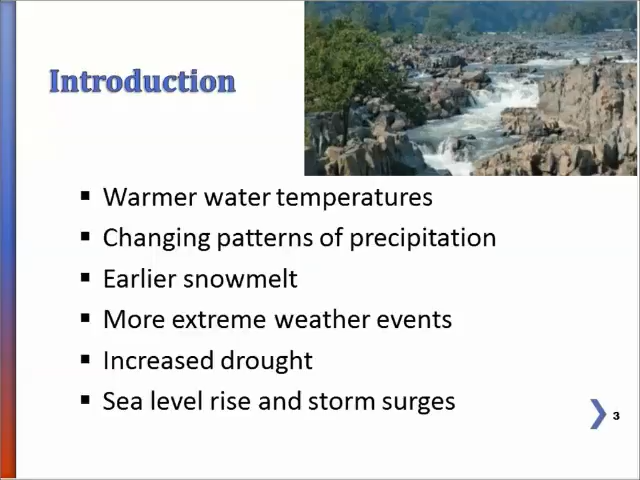 Introduction
▪ Warmer water temperatures
▪ Changing patterns of precipitation
▪ Earlier snowmelt
▪ More extreme weather events
▪ Increased drought
▪ Sea level rise and storm surges
3